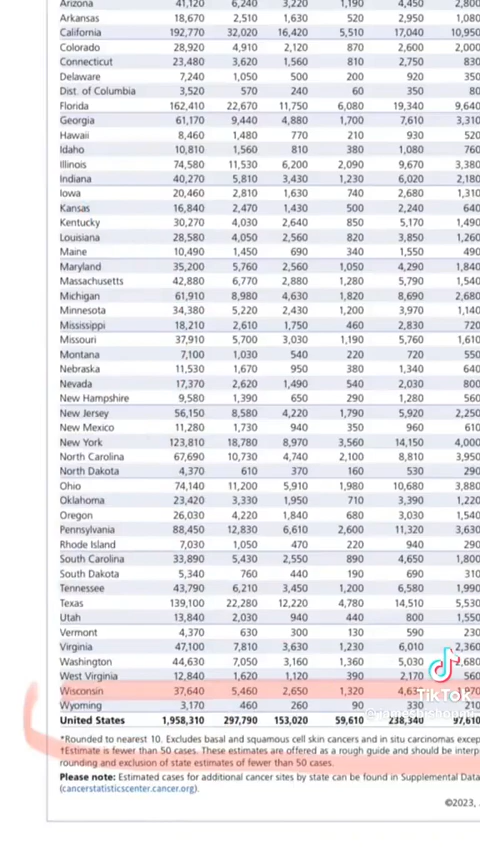 Arizona 41,120 6,240 3,220 1,190 4,450 2,800
Arkansas 18,670 2,510 1,630 520 2,950 1,080
California 192,770 32,020 16,420 5,510 17,040 10,950
Colorado 28,920 4,910 2,120 870 2,600 2,000
Connecticut 23,480 3,620 1,560 810 2,750 830
Delaware 7,240 1,050 500 200 920 350
Dist. of Columbia 3,520 570 240 60 350 80
Florida 162,410 22,670 11,750 6,080 19,340 9,640
Georgia 61,170 9,440 4,880 1,700 7,610 3,310
Hawaii 8,460 1,480 770 210 930 520
Idaho 10,810 1,560 810 380 1,080 760
Illinois 74,580 11,530 6,200 2,090 9,670 3,380
Indiana 40,270 5,810 3,430 1,230 6,020 2,180
Iowa 20,460 2,810 1,630 740 2,680 1,310
Kansas 16,840 2,470 1,430 500 2,240 640
Kentucky 30,270 4,030 2,640 850 5,170 1,490
Louisiana 28,580 4,050 2,560 820 3,850 1,260
Maine 10,490 1,450 690 340 1,550 490
Maryland 35,200 5,760 2,560 1,050 4,290 1,840
Massachusetts 42,880 6,770 2,880 1,280 5,790 1,540
Michigan 61,910 8,980 4,630 1,820 8,690 2,680
Minnesota 34,380 5,220 2,430 1,200 3,970 1,140
Mississippi 18,210 2,610 1,750 460 2,830 720
Missouri 37,910 5,700 3,030 1,190 5,760 1,610
Montana 7,100 1,030 540 220 720 550
Nebraska 11,530 1,670 950 380 1,340 640
Nevada 17,370 2,620 1,490 540 2,030 800
New Hampshire 9,580 1,390 650 290 1,280 560
New Jersey 56,150 8,580 4,220 1,790 5,920 2,250
New Mexico 11,280 1,730 940 350 960 610
New York 123,810 18,780 8,970 3,560 14,150 4,000
North Carolina 67,690 10,730 4,740 2,100 8,810 3,950
North Dakota 4,370 610 370 160 530 290
Ohio 74,140 11,200 5,910 1,980 10,680 3,880
Oklahoma 23,420 3,330 1,950 710 3,390 1,220
Oregon 26,030 4,220 1,840 680 3,030 1,540
Pennsylvania 88,450 12,830 6,610 2,600 11,320 3,630
Rhode Island 7,030 1,050 470 220 940 290
South Carolina 33,890 5,430 2,550 890 4,650 1,800
South Dakota 5,340 760 440 190 690 310
Tennessee 43,790 6,210 3,450 1,200 6,580 1,990
Texas 139,100 22,280 12,220 4,780 14,510 5,530
Utah 13,840 2,030 940 440 800 1,550
Vermont 4,370 630 300 130 590 230
Virginia 47,100 7,810 3,630 1,230 6,010 2,360
Washington 44,630 7,050 3,160 1,360 5,030
West Virginia 12,840 1,620 1,120 390 2,170 560
Wisconsin 37,640 5,460 2,650 1,320
TikTok
Wyoming 3,170 460 260 90 330 210
United States 1,958,310 297,790 153,020 59,610 238,340 97,610
*Rounded to nearest 10. Excludes basal and squamous cell skin cancers and in situ carcinomas except
†Estimate is fewer than 50 cases. These estimates are offered as a rough guide and should be interp
rounding and exclusion of state estimates of fewer than 50 cases.
Please note: Estimated cases for additional cancer sites by state can be found in Supplemental Data
(cancerstatisticscenter.cancer.org).
©2023,